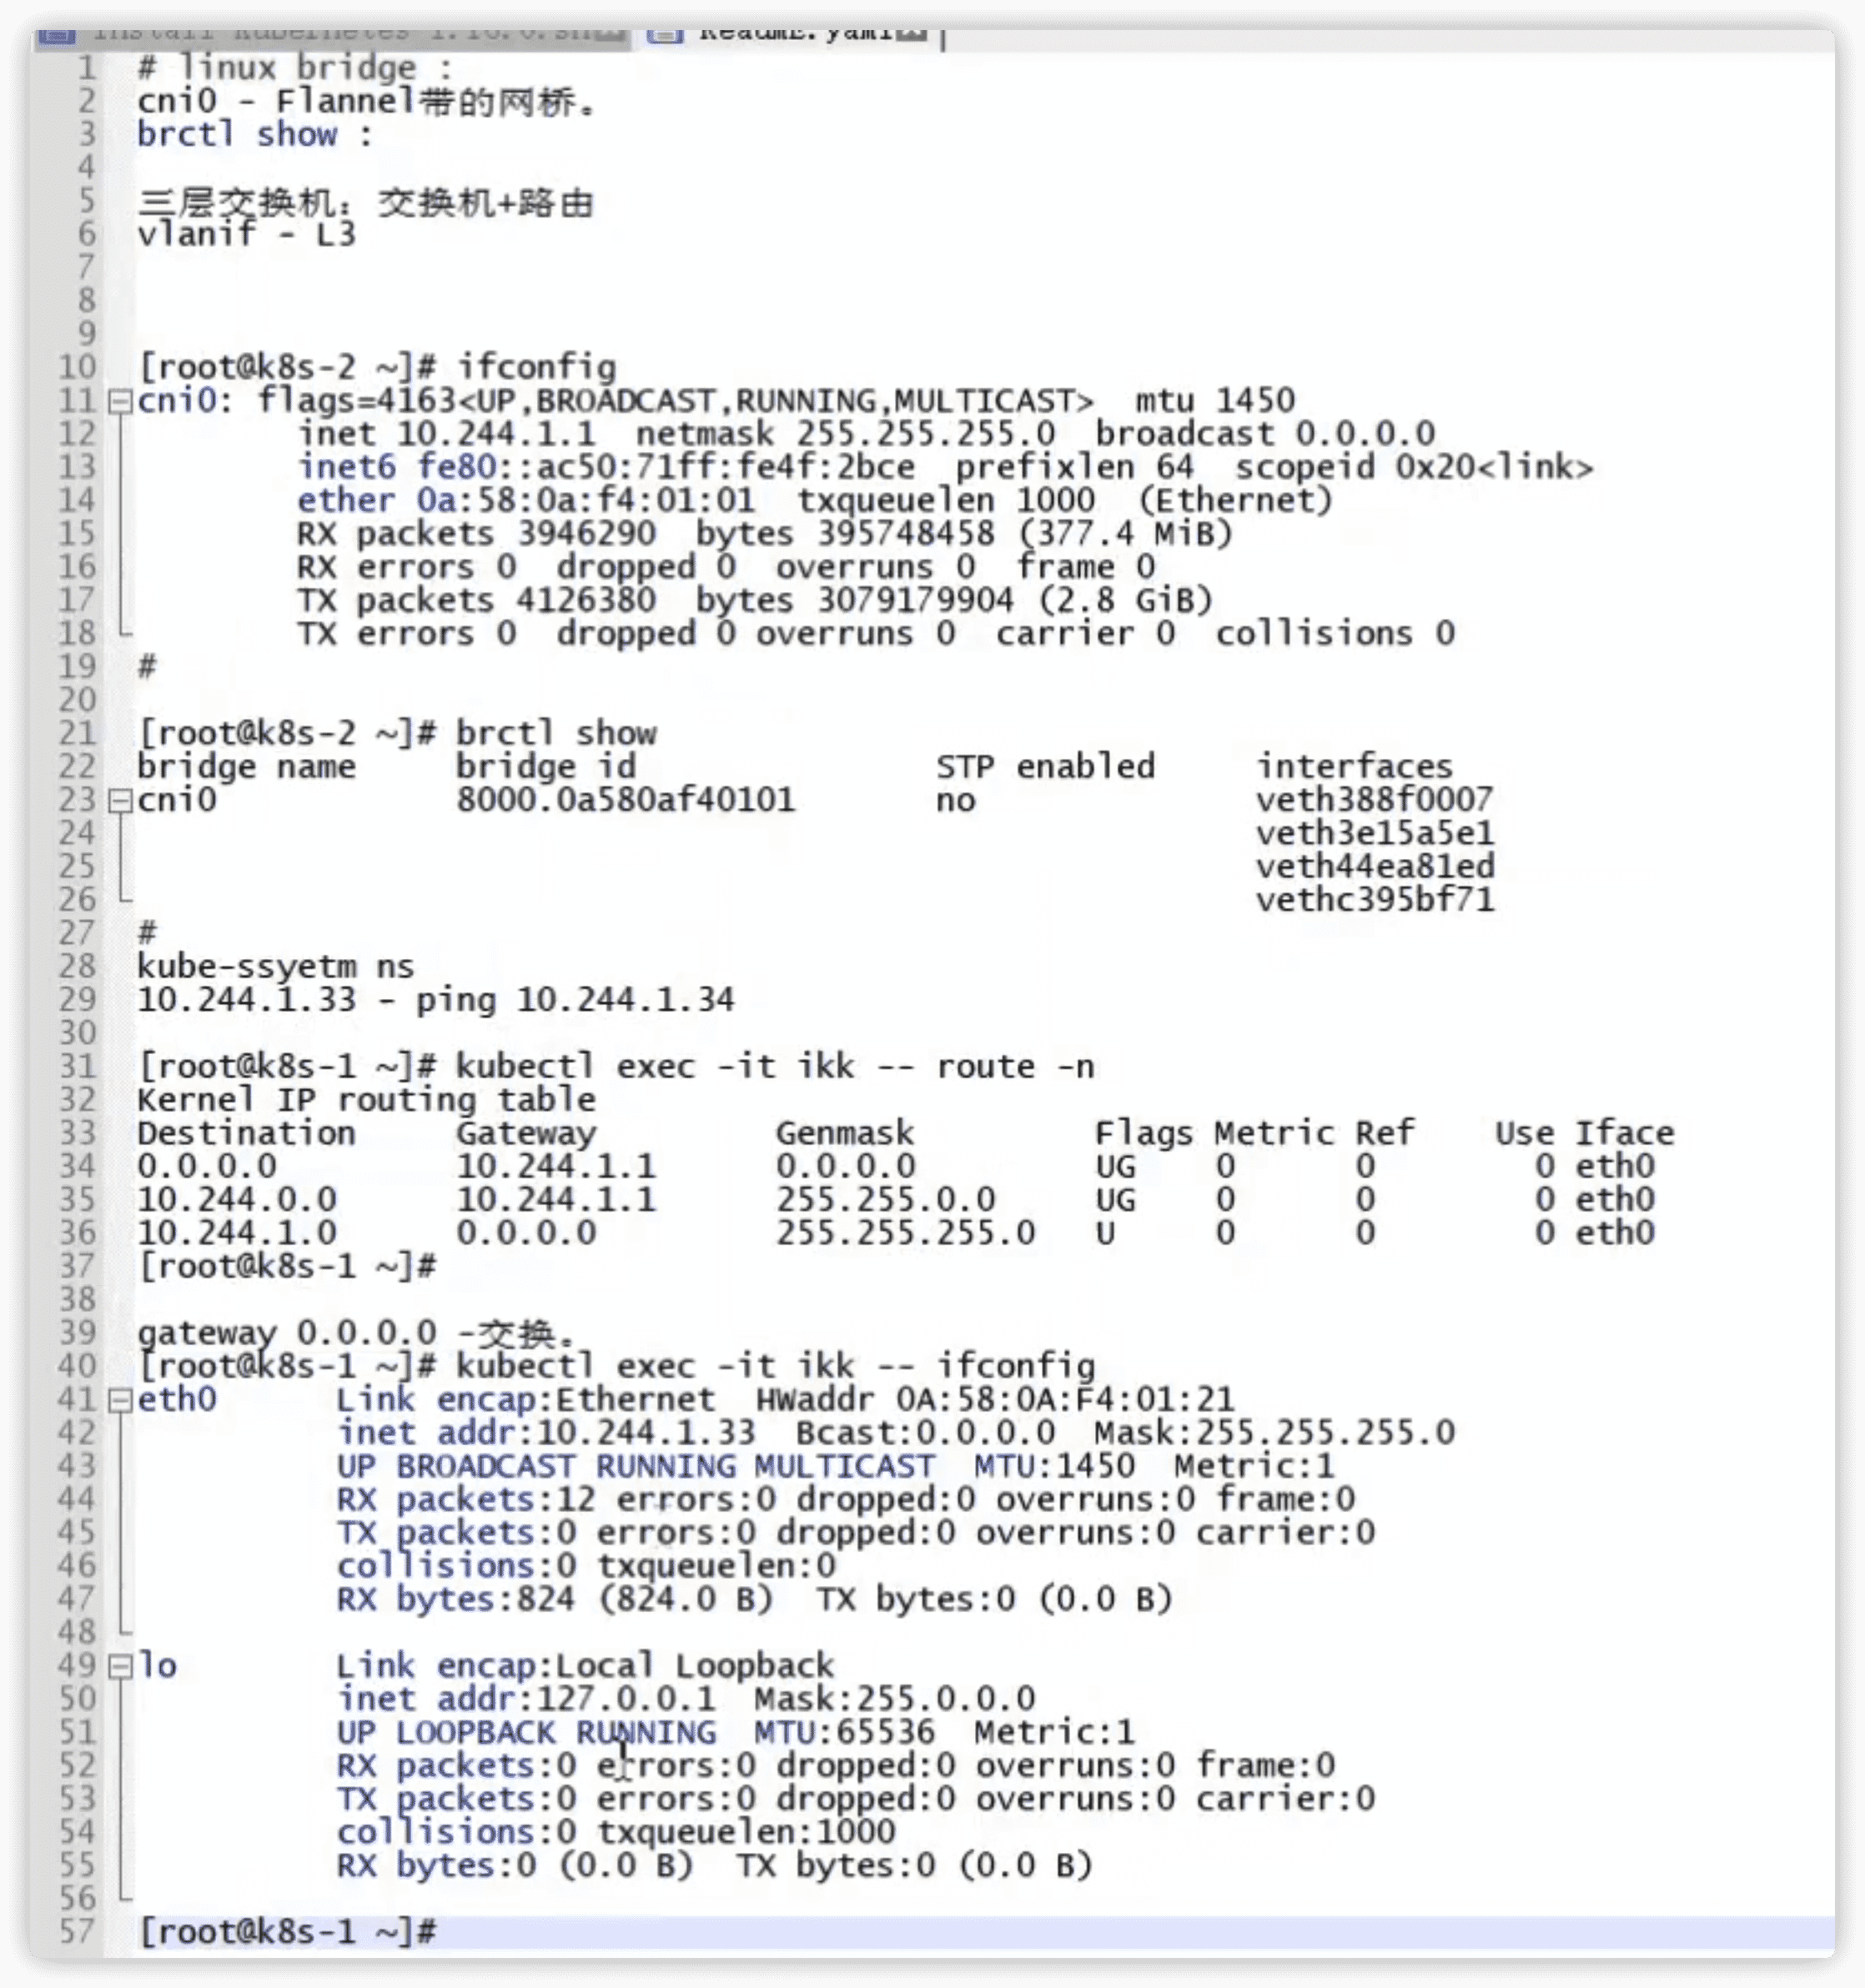 Install Kubernetes 1.16.0.sh ReadmE.yaml
1 # linux bridge :
2 cni0 - Flannel带的网桥。
3 brctl show :
4
5 三层交换机: 交换机+路由
6 vlanif - L3
7
8
9
10 [root@k8s-2 ~]# ifconfig
11 cni0: flags=4163<UP,BROADCAST,RUNNING,MULTICAST>  mtu 1450
12 inet 10.244.1.1  netmask 255.255.255.0  broadcast 0.0.0.0
13 inet6 fe80::ac50:71ff:fe4f:2bce  prefixlen 64  scopeid 0x20<link>
14 ether 0a:58:0a:f4:01:01  txqueuelen 1000  (Ethernet)
15 RX packets 3946290  bytes 395748458 (377.4 MiB)
16 RX errors 0  dropped 0  overruns 0  frame 0
17 TX packets 4126380  bytes 3079179904 (2.8 GiB)
18 TX errors 0  dropped 0 overruns 0  carrier 0  collisions 0
19 #
20
21 [root@k8s-2 ~]# brctl show
22 bridge name     bridge id               STP enabled     interfaces
23 cni0            8000.0a580af40101       no              veth388f0007
24 veth3e15a5e1
25 veth44ea81ed
26 vethc395bf71
27 #
28 kube-ssyetm ns
29 10.244.1.33 - ping 10.244.1.34
30
31 [root@k8s-1 ~]# kubectl exec -it ikk -- route -n
32 Kernel IP routing table
33 Destination     Gateway         Genmask         Flags Metric Ref    Use Iface
34 0.0.0.0         10.244.1.1      0.0.0.0         UG    0      0        0 eth0
35 10.244.0.0      10.244.1.1      255.255.0.0     UG    0      0        0 eth0
36 10.244.1.0      0.0.0.0         255.255.255.0   U     0      0        0 eth0
37 [root@k8s-1 ~]#
38
39 gateway 0.0.0.0 -交换。
40 [root@k8s-1 ~]# kubectl exec -it ikk -- ifconfig
41 eth0      Link encap:Ethernet  HWaddr 0A:58:0A:F4:01:21
42 inet addr:10.244.1.33  Bcast:0.0.0.0  Mask:255.255.255.0
43 UP BROADCAST RUNNING MULTICAST  MTU:1450  Metric:1
44 RX packets:12 errors:0 dropped:0 overruns:0 frame:0
45 TX packets:0 errors:0 dropped:0 overruns:0 carrier:0
46 collisions:0 txqueuelen:0
47 RX bytes:824 (824.0 B)  TX bytes:0 (0.0 B)
48
49 lo        Link encap:Local Loopback
50 inet addr:127.0.0.1  Mask:255.0.0.0
51 UP LOOPBACK RUNNING  MTU:65536  Metric:1
52 RX packets:0 errors:0 dropped:0 overruns:0 frame:0
53 TX packets:0 errors:0 dropped:0 overruns:0 carrier:0
54 collisions:0 txqueuelen:1000
55 RX bytes:0 (0.0 B)  TX bytes:0 (0.0 B)
56
57 [root@k8s-1 ~]#